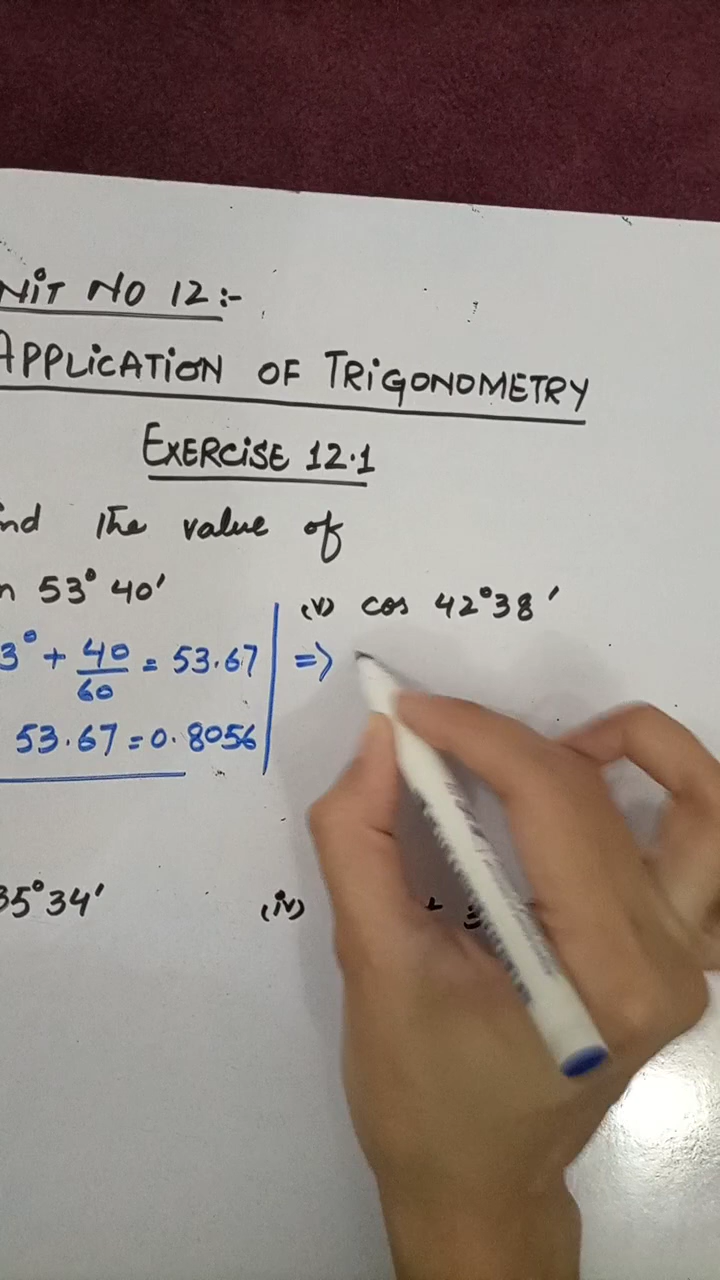 NIT NO 12:-
APPLICATION OF TRIGONOMETRY
EXERCISE 12.1
nd the value of
n 53° 40'
(v) cos 42°38'
3° + 40/60 = 53.67
=>
53.67 = 0.8056
35°34'
(iv)